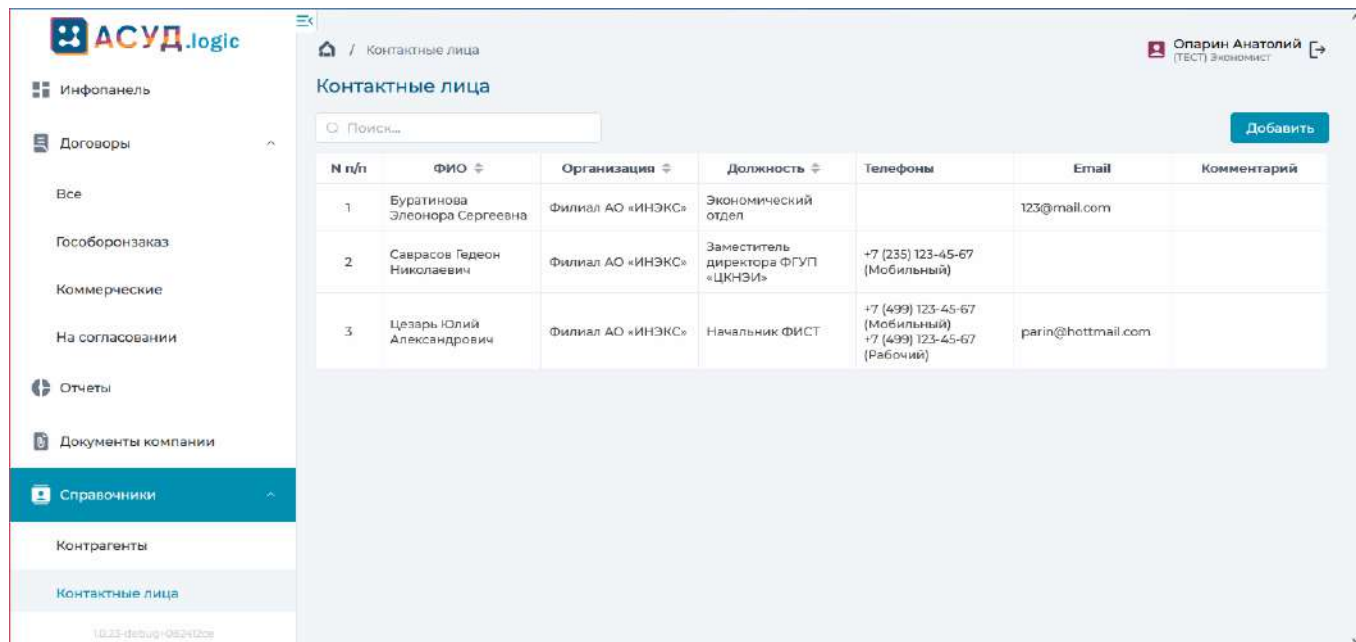 АСУД.logic
Инфопанель
Договоры
Все
Гособоронзаказ
Коммерческие
На согласовании
Отчеты
Документы компании
Справочники
Контрагенты
Контактные лица
/ Контактные лица
Опарин Анатолий
(ТЕСТ) Экономист
Контактные лица
Поиск...
Добавить
N п/п ФИО Организация Должность Телефоны Email Комментарий
1 Буратинова Элеонора Сергеевна Филиал АО «ИНЭКС» Экономический отдел 123@mail.com
2 Саврасов Гедеон Николаевич Филиал АО «ИНЭКС» Заместитель директора ФГУП «ЦКНЭИ» +7 (235) 123-45-67 (Мобильный)
3 Цезарь Юлий Александрович Филиал АО «ИНЭКС» Начальник ФИСТ +7 (499) 123-45-67 (Мобильный) +7 (499) 123-45-67 (Рабочий) parin@hottmail.com